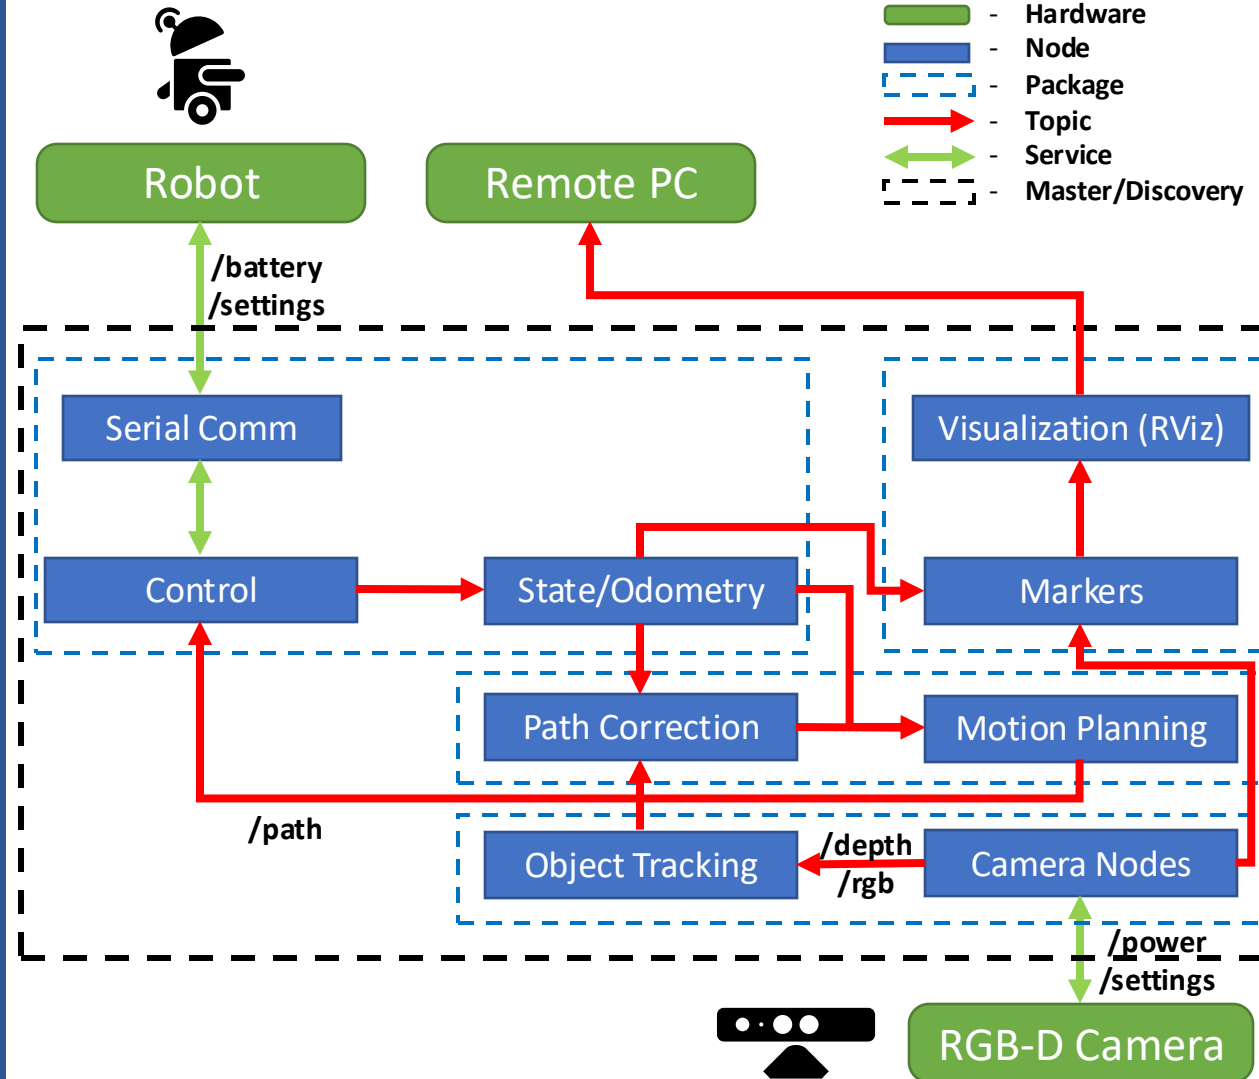 - Hardware
- Node
- Package
- Topic
- Service
- Master/Discovery
Robot
Remote PC
/battery
/settings
Serial Comm
Visualization (RViz)
Control
State/Odometry
Markers
Path Correction
Motion Planning
/path
Object Tracking
/depth
/rgb
Camera Nodes
/power
/settings
RGB-D Camera